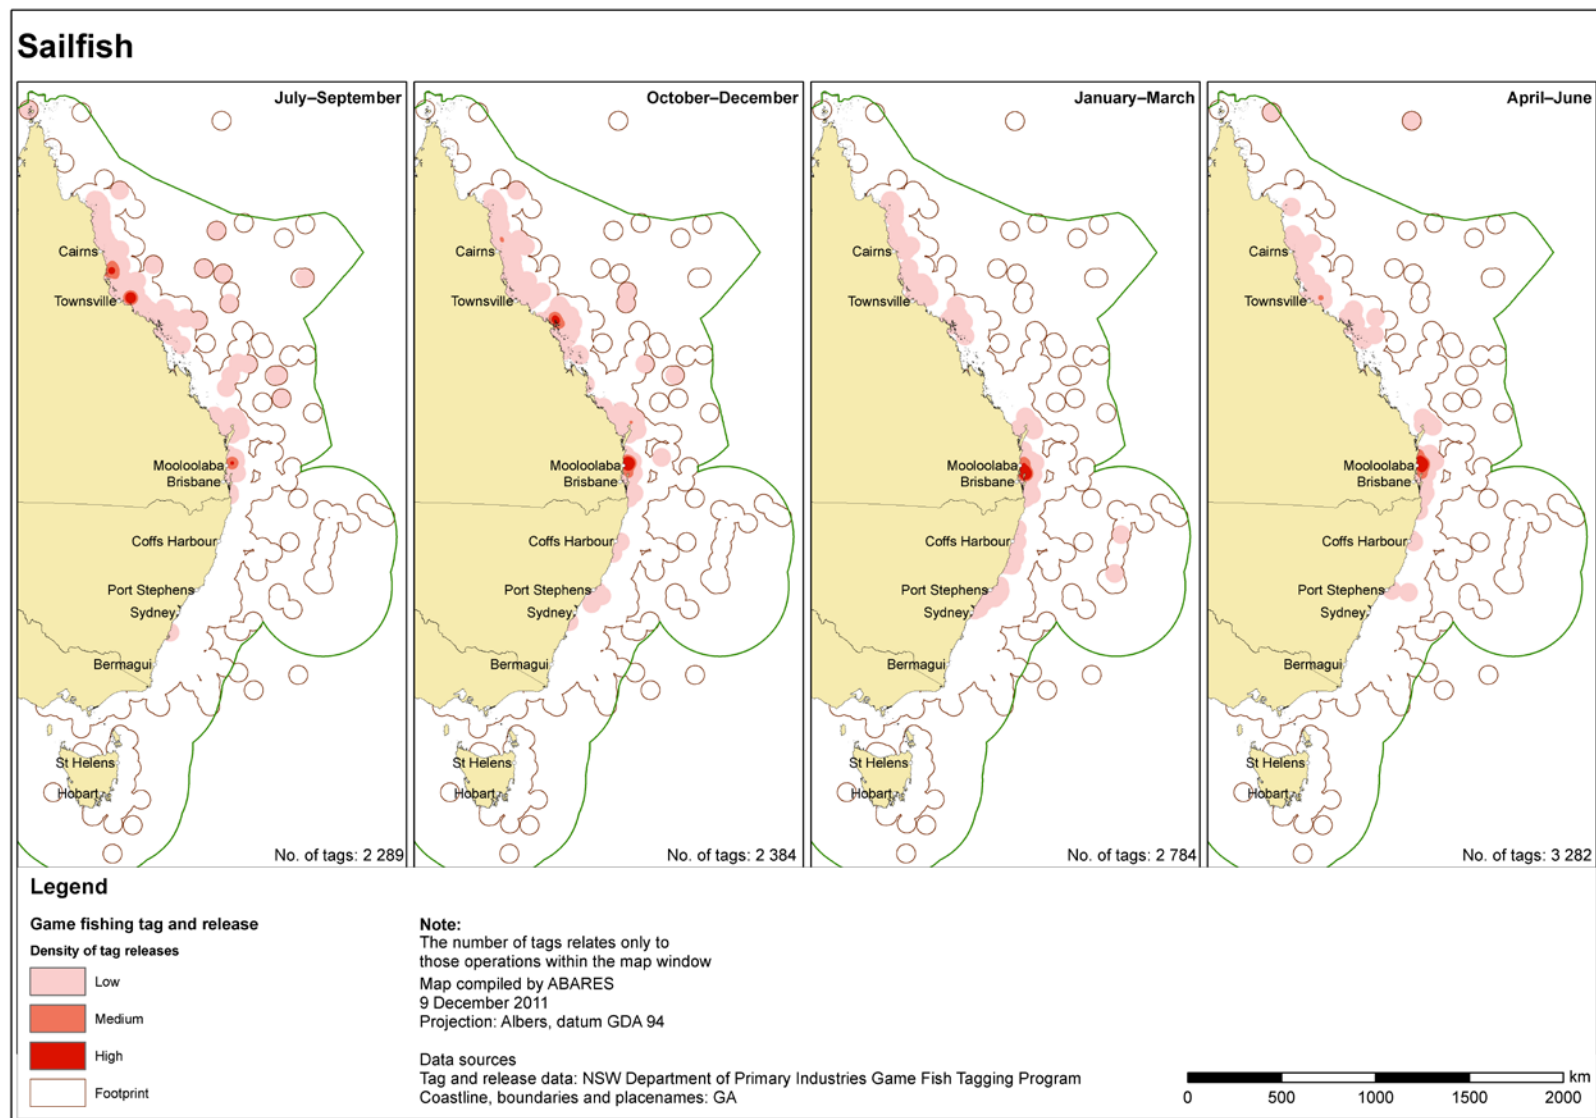 Sailfish
July–September
Cairns
Townsville
Mooloolaba
Brisbane
Coffs Harbour
Port Stephens
Sydney
Bermagui
St Helens
Hobart
No. of tags: 2 289
October–December
Cairns
Townsville
Mooloolaba
Brisbane
Coffs Harbour
Port Stephens
Sydney
Bermagui
St Helens
Hobart
No. of tags: 2 384
January–March
Cairns
Townsville
Mooloolaba
Brisbane
Coffs Harbour
Port Stephens
Sydney
Bermagui
St Helens
Hobart
No. of tags: 2 784
April–June
Cairns
Townsville
Mooloolaba
Brisbane
Coffs Harbour
Port Stephens
Sydney
Bermagui
St Helens
Hobart
No. of tags: 3 282
Legend
Game fishing tag and release
Density of tag releases
Low
Medium
High
Footprint
Note:
The number of tags relates only to
those operations within the map window
Map compiled by ABARES
9 December 2011
Projection: Albers, datum GDA 94
Data sources
Tag and release data: NSW Department of Primary Industries Game Fish Tagging Program
Coastline, boundaries and placenames: GA
km
0 500 1000 1500 2000